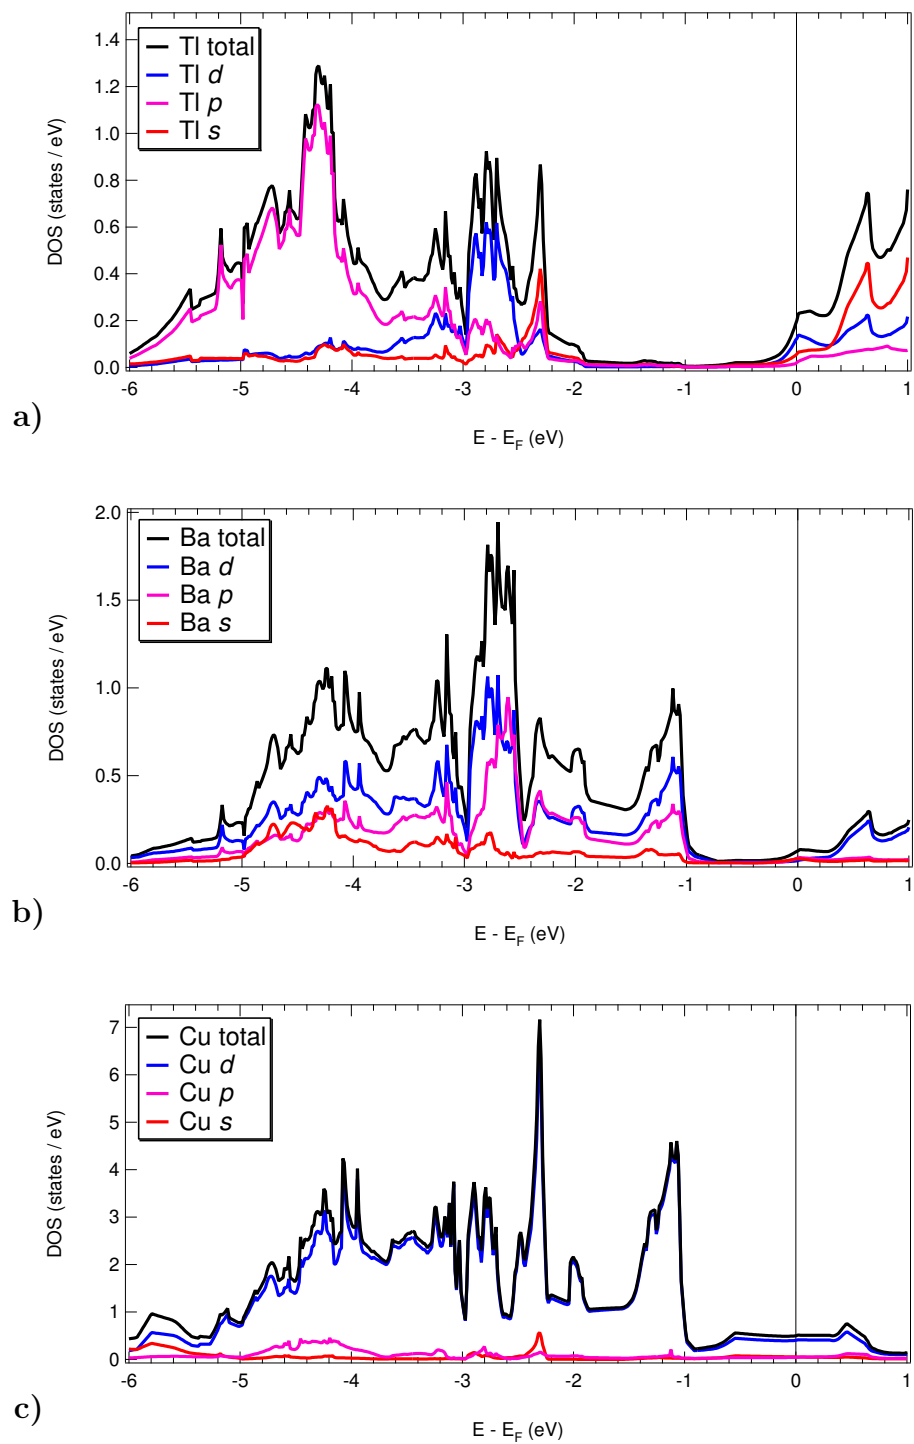 Tl total
Tl d
Tl p
Tl s
DOS (states / eV)
1.4
1.2
1.0
0.8
0.6
0.4
0.2
0.0
-6 -5 -4 -3 -2 -1 0 1
E - E_F (eV)
a)
Ba total
Ba d
Ba p
Ba s
DOS (states / eV)
2.0
1.5
1.0
0.5
0.0
-6 -5 -4 -3 -2 -1 0 1
E - E_F (eV)
b)
Cu total
Cu d
Cu p
Cu s
DOS (states / eV)
7
6
5
4
3
2
1
0
-6 -5 -4 -3 -2 -1 0 1
E - E_F (eV)
c)